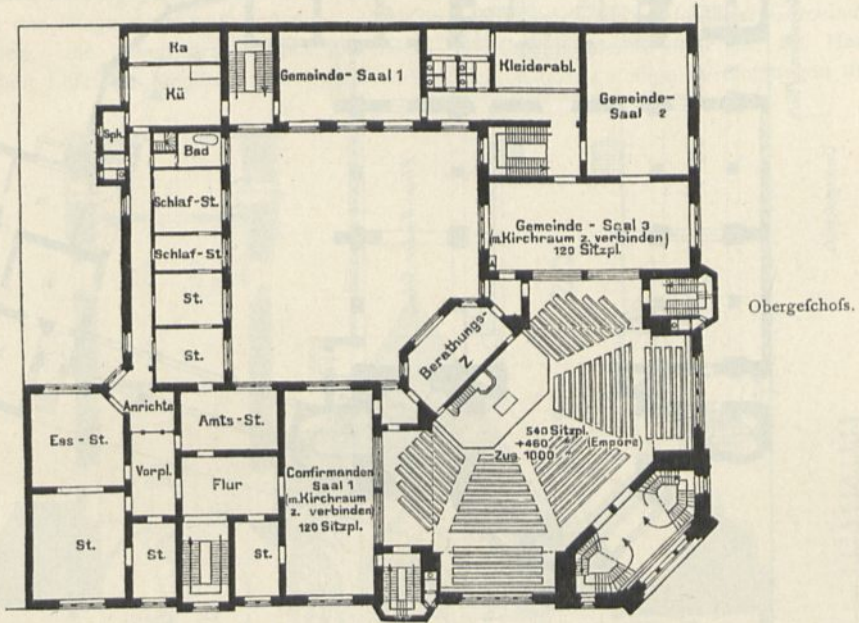 Ka
Kü
Spk.
Bad
Schlaf-St.
Schlaf-St
St.
St.
Gemeinde-Saal 1
Kleiderabl.
Gemeinde-
Saal 2
Gemeinde - Saal 3
(m.Kirchraum z. verbinden)
120 Sitzpl.
Obergeſchoſs.
Berathungs-
Z
Anrichte
Ess - St.
Vorpl.
Amts-St.
Flur
St.
St.
St.
Confirmanden
Saal 1
(m.Kirchraum
z. verbinden)
120 Sitzpl.
540 Sitzpl.
+460 „ (Empore)
Zus. 1000 „